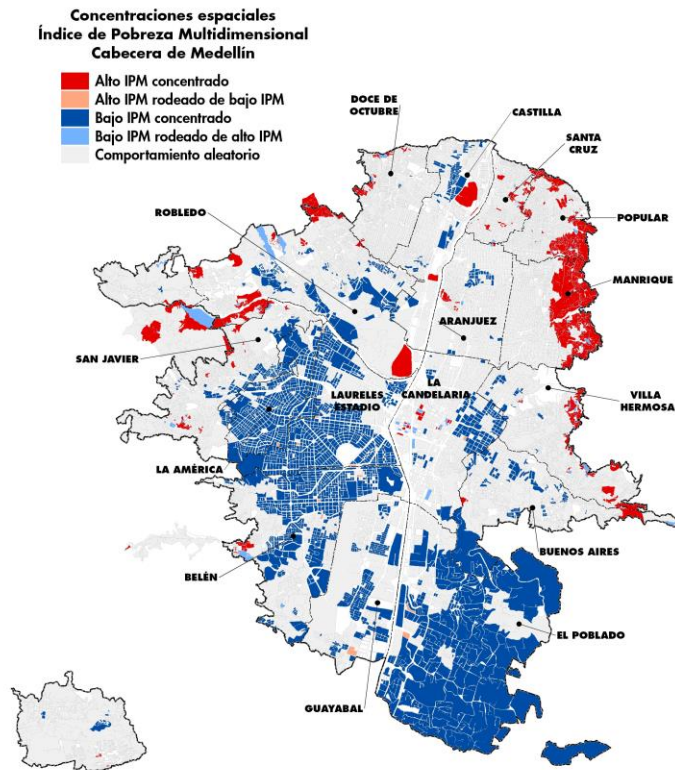 Concentraciones espaciales
Índice de Pobreza Multidimensional
Cabecera de Medellín
Alto IPM concentrado
Alto IPM rodeado de bajo IPM
Bajo IPM concentrado
Bajo IPM rodeado de alto IPM
Comportamiento aleatorio
DOCE DE
OCTUBRE
CASTILLA
SANTA
CRUZ
ROBLEDO
POPULAR
MANRIQUE
ARANJUEZ
SAN JAVIER
LAURELES
ESTADIO
LA
CANDELARIA
VILLA
HERMOSA
LA AMÉRICA
BUENOS AIRES
BELÉN
EL POBLADO
GUAYABAL